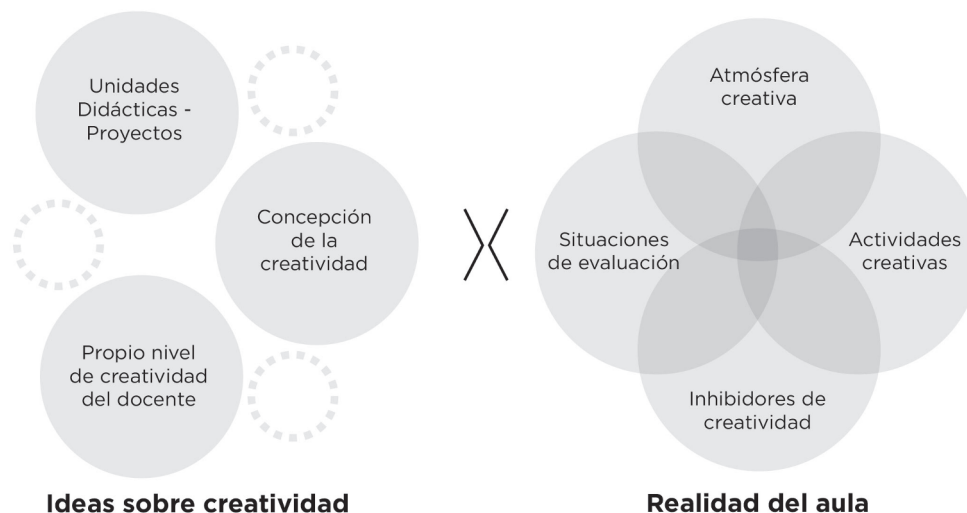 Unidades
Didácticas -
Proyectos
Concepción
de la
creatividad
Propio nivel
de creatividad
del docente
Ideas sobre creatividad
Atmósfera
creativa
Situaciones
de evaluación
Actividades
creativas
Inhibidores de
creatividad
Realidad del aula